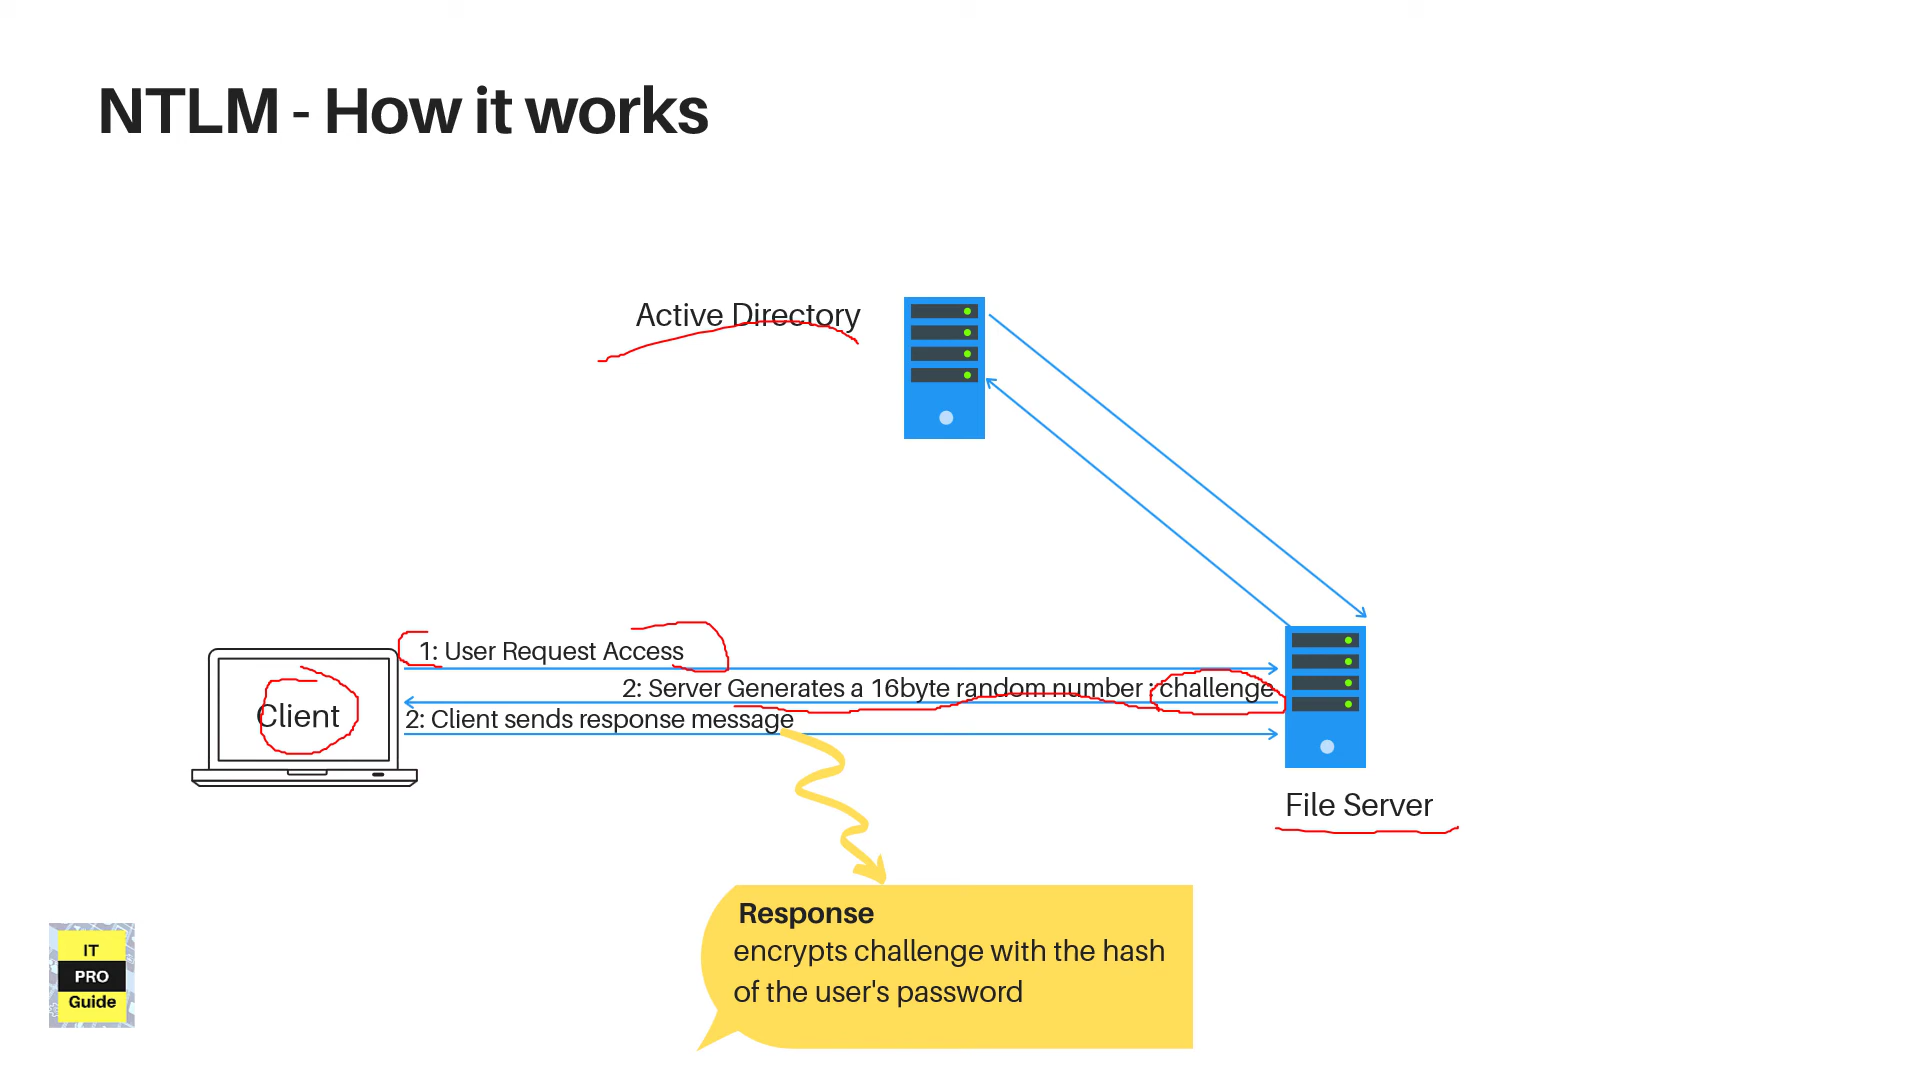 NTLM - How it works
Active Directory
1: User Request Access
2: Server Generates a 16byte random number : challenge
Client
2: Client sends response message
File Server
Response
encrypts challenge with the hash
of the user's password
IT
PRO
Guide